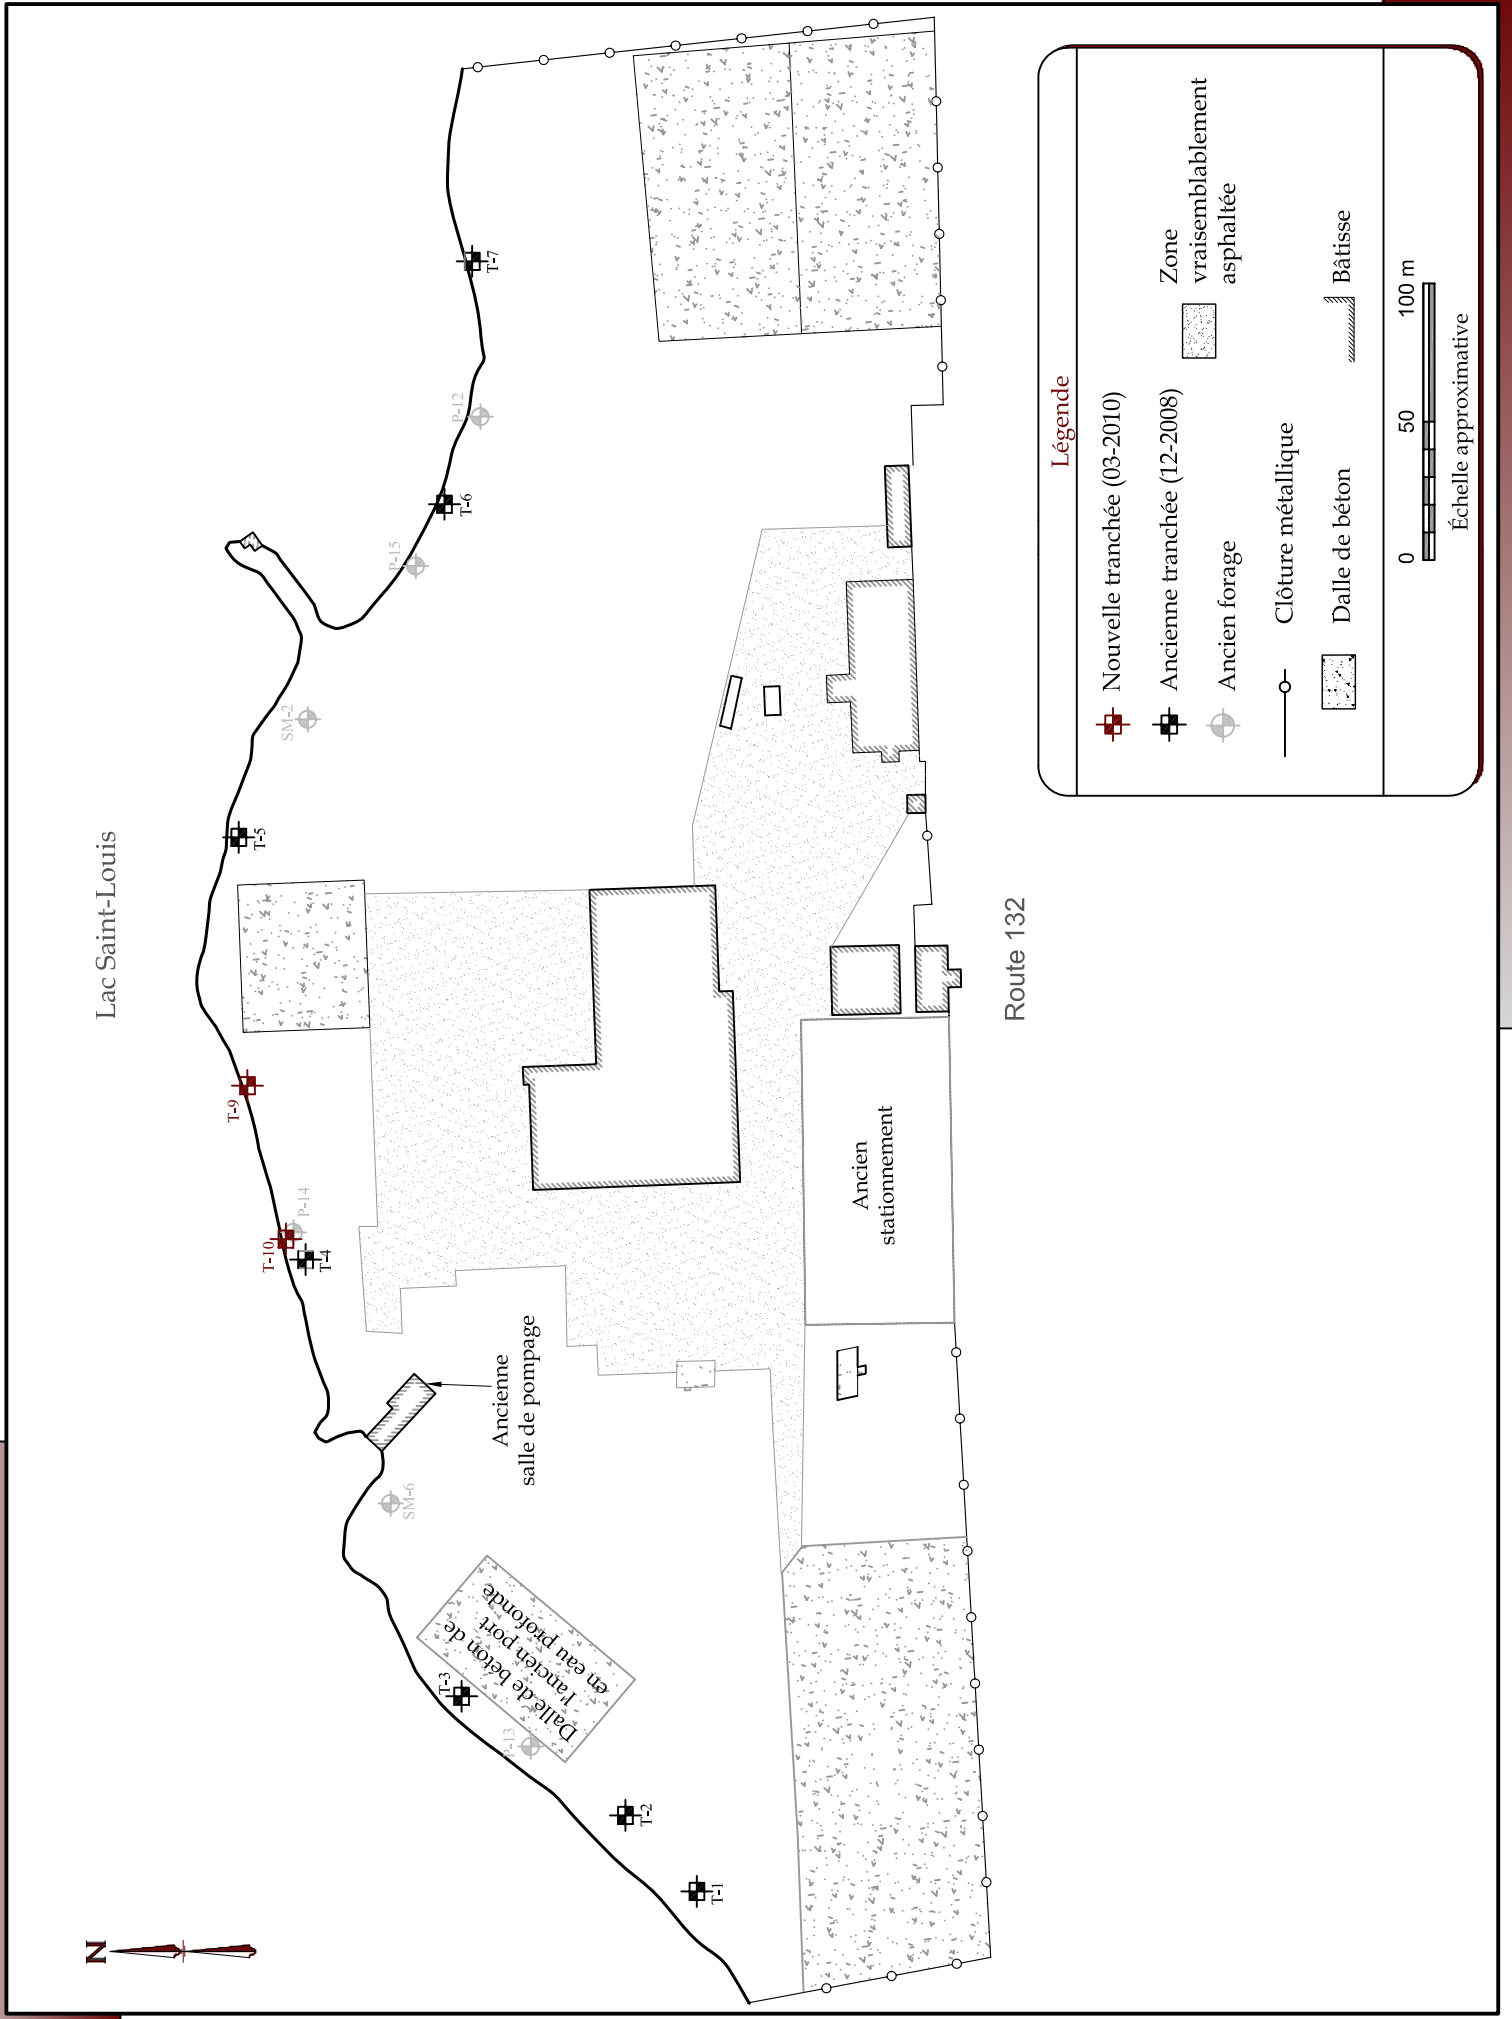 N
Lac Saint-Louis
T-1
T-2
T-3
P-13
Dalle de béton de
l'ancien port
en eau profonde
SM-6
Ancienne
salle de pompage
T-10
T-4
P-14
T-9
T-5
SM-2
P-15
T-6
P-12
T-7
Ancien
stationnement
Route 132
Légende
Nouvelle tranchée (03-2010)
Ancienne tranchée (12-2008)
Ancien forage
Clôture métallique
Dalle de béton
Zone
vraisemblablement
asphaltée
Bâtisse
0 50 100 m
Échelle approximative